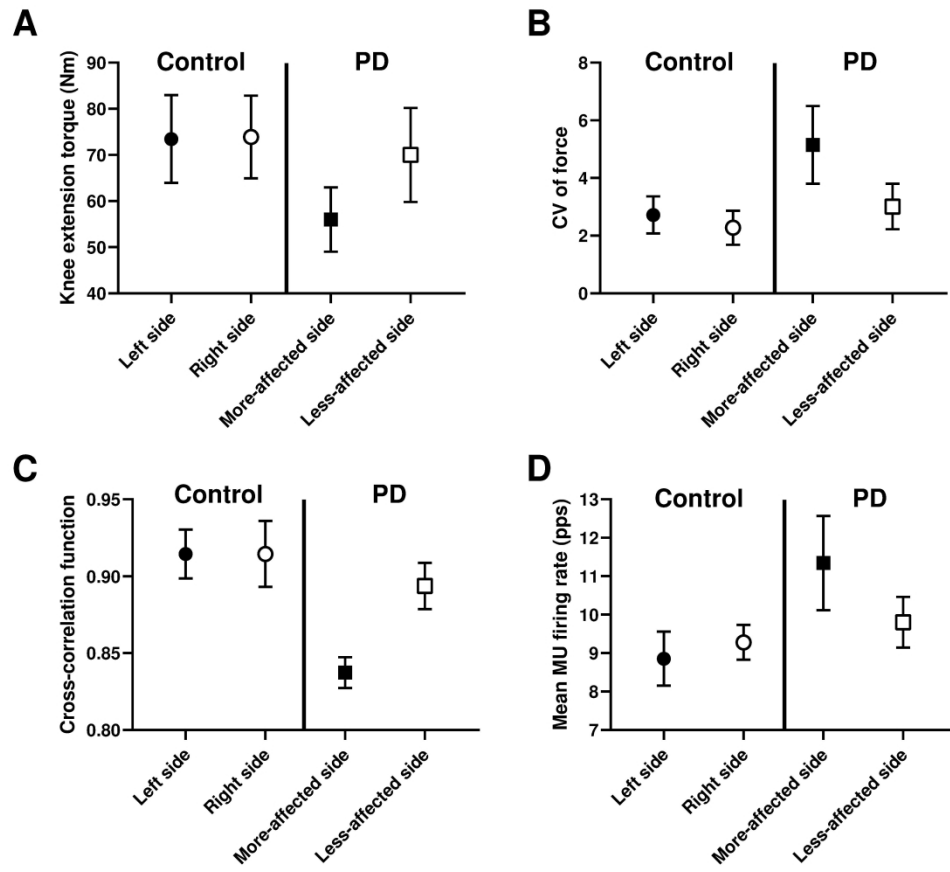 A
Control
PD
Knee extension torque (Nm)
90
80
70
60
50
40
Left side
Right side
More-affected side
Less-affected side
B
Control
PD
CV of force
8
6
4
2
0
Left side
Right side
More-affected side
Less-affected side
C
Control
PD
Cross-correlation function
0.95
0.90
0.85
0.80
Left side
Right side
More-affected side
Less-affected side
D
Control
PD
Mean MU firing rate (pps)
13
12
11
10
9
8
7
Left side
Right side
More-affected side
Less-affected side